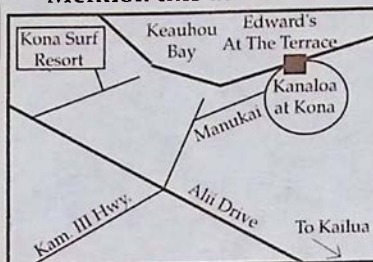 Kona Surf
Resort
Keauhou
Bay
Edward's
At The Terrace
Kanaloa
at Kona
Manukai
Kam. III Hwy.
Alii Drive
To Kailua